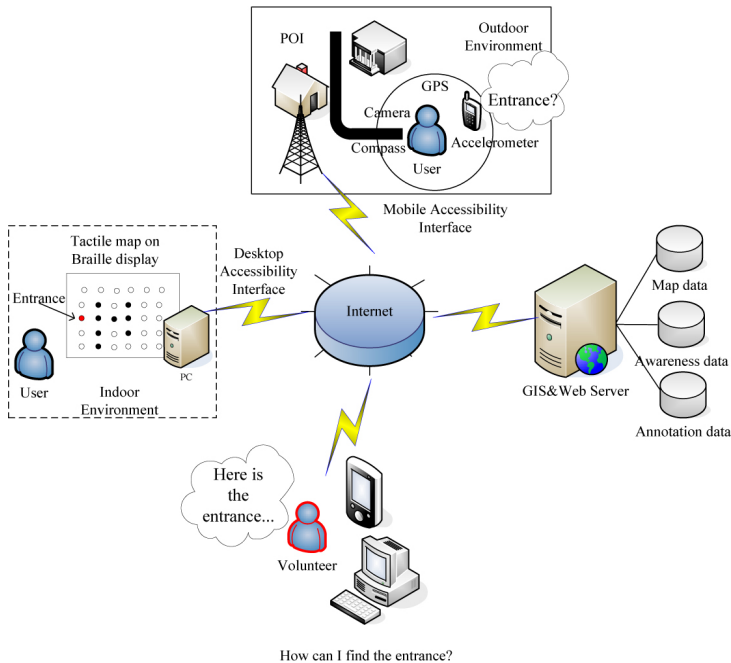 POI
Outdoor
Environment
GPS
Entrance?
Camera
Compass
Accelerometer
User
Mobile Accessibility
Interface
Tactile map on
Braille display
Desktop
Accessibility
Interface
Entrance
PC
User
Indoor
Environment
Internet
Map data
GIS&Web Server
Awareness data
Annotation data
Here is
the
entrance...
Volunteer
How can I find the entrance?